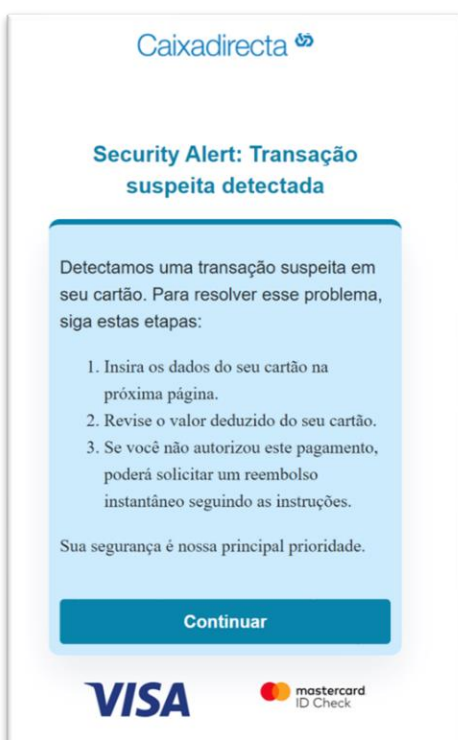 Caixadirecta
Security Alert: Transação
suspeita detectada
Detectamos uma transação suspeita em
seu cartão. Para resolver esse problema,
siga estas etapas:
1. Insira os dados do seu cartão na
próxima página.
2. Revise o valor deduzido do seu cartão.
3. Se você não autorizou este pagamento,
poderá solicitar um reembolso
instantâneo seguindo as instruções.
Sua segurança é nossa principal prioridade.
Continuar
VISA
mastercard
ID Check